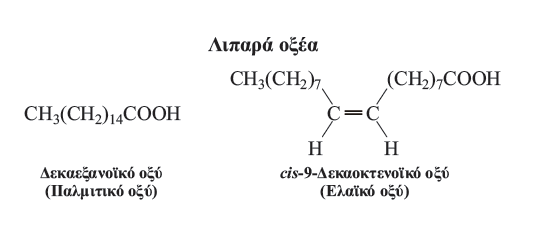 Λιπαρά οξέα
CH₃(CH₂)₇ (CH₂)₇COOH
CH₃(CH₂)₁₄COOH C=C
H H
Δεκαεξανοϊκό οξύ cis-9-Δεκαοκτενοϊκό οξύ
(Παλμιτικό οξύ) (Ελαϊκό οξύ)